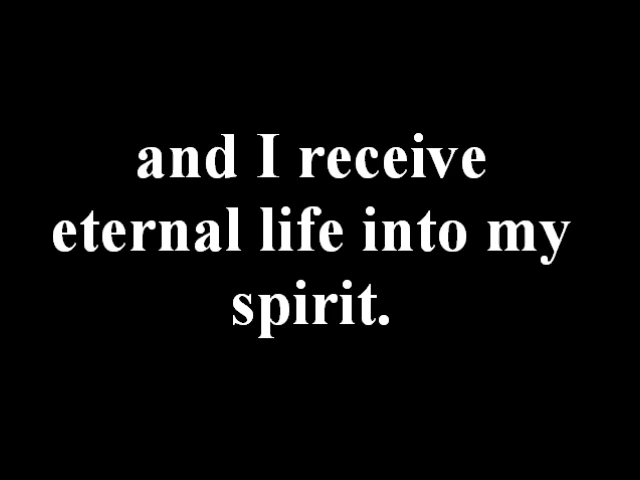 and I receive
eternal life into my
spirit.